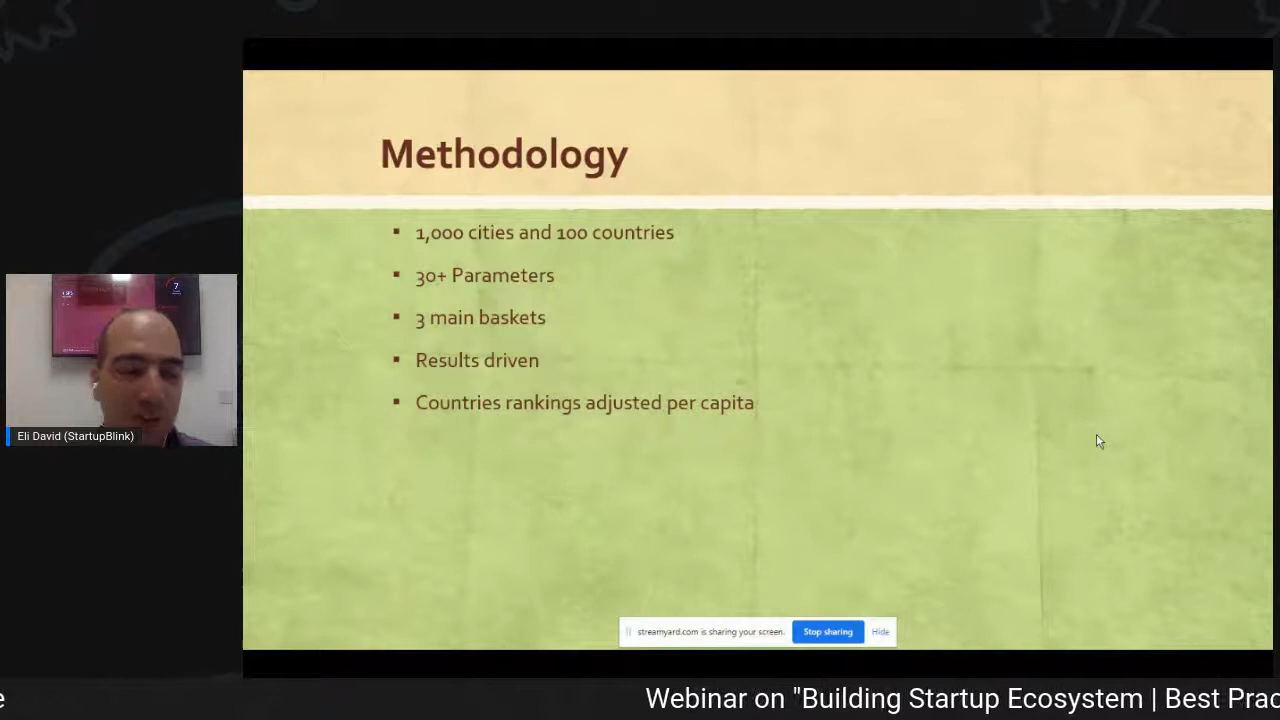 Methodology
▪ 1,000 cities and 100 countries
▪ 30+ Parameters
▪ 3 main baskets
▪ Results driven
▪ Countries rankings adjusted per capita
7
Eli David (StartupBlink)
streamyard.com is sharing your screen. Stop sharing Hide
e Webinar on "Building Startup Ecosystem | Best Prac